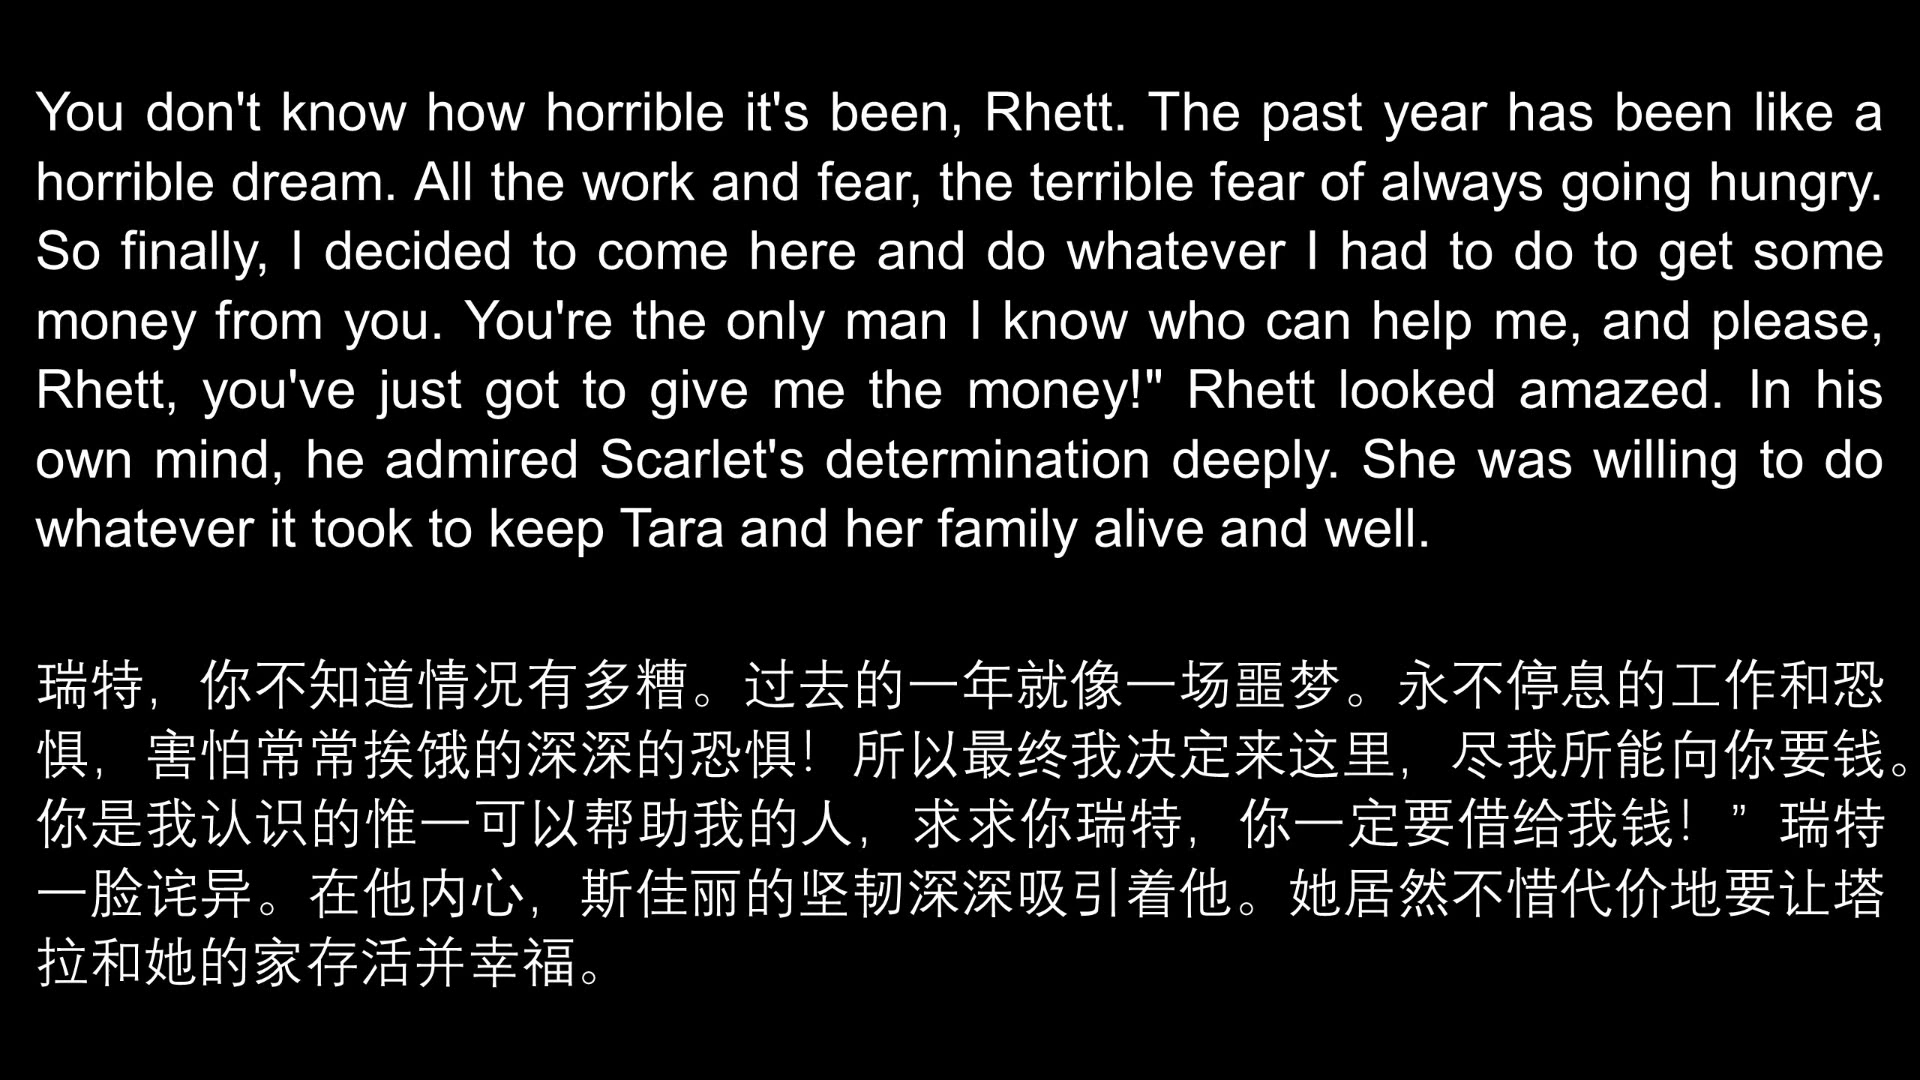 You don't know how horrible it's been, Rhett. The past year has been like a
horrible dream. All the work and fear, the terrible fear of always going hungry.
So finally, I decided to come here and do whatever I had to do to get some
money from you. You're the only man I know who can help me, and please,
Rhett, you've just got to give me the money!" Rhett looked amazed. In his
own mind, he admired Scarlet's determination deeply. She was willing to do
whatever it took to keep Tara and her family alive and well.
瑞特，你不知道情况有多糟。过去的一年就像一场噩梦。永不停息的工作和恐
惧，害怕常常挨饿的深深的恐惧！所以最终我决定来这里，尽我所能向你要钱。
你是我认识的惟一可以帮助我的人，求求你瑞特，你一定要借给我钱！”瑞特
一脸诧异。在他内心，斯佳丽的坚韧深深吸引着他。她居然不惜代价地要让塔
拉和她的家存活并幸福。